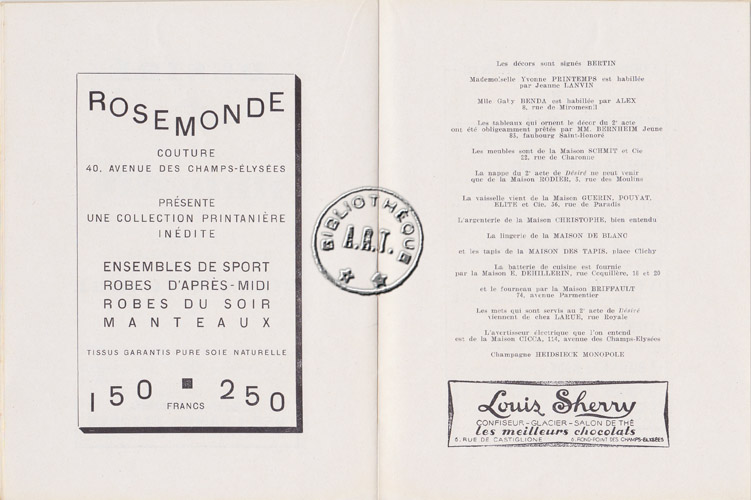 ROSEMONDE
COUTURE
40, AVENUE DES CHAMPS-ÉLYSÉES
PRÉSENTE
UNE COLLECTION PRINTANIÈRE
INÉDITE
ENSEMBLES DE SPORT
ROBES D'APRÈS-MIDI
ROBES DU SOIR
MANTEAUX
TISSUS GARANTIS PURE SOIE NATURELLE
150 ■ 250
FRANCS
BIBLIOTHÈQUE
A.R.T.
Les décors sont signés BERTIN
Mademoiselle Yvonne PRINTEMPS est habillée
par Jeanne LANVIN
Mlle Gaby BENDA est habillée par ALEX
8, rue de Miromesnil
Les tableaux qui ornent le décor du 2e acte
ont été obligeamment prêtés par MM. BERNHEIM Jeune
83, faubourg Saint-Honoré
Les meubles sont de la Maison SCHMIT et Cie
22, rue de Charonne
La nappe du 2e acte de Désiré ne peut venir
que de la Maison RODIER, 3, rue des Moulins
La vaisselle vient de la Maison GUERIN, POUYAT,
ELITE et Cie, 36, rue de Paradis
L'argenterie de la Maison CHRISTOPHE, bien entendu
La lingerie de la MAISON DE BLANC
et les tapis de la MAISON DES TAPIS, place Clichy
La batterie de cuisine est fournie
par la Maison E. DEHILLERIN, rue Coquillère, 18 et 20
et le fourneau par la Maison BRIFFAULT
74, avenue Parmentier
Les mets qui sont servis au 2e acte de Désiré
viennent de chez LARUE, rue Royale
L'avertisseur électrique que l'on entend
est de la Maison CICCA, avenue des Champs-Elysées
Champagne HEIDSIECK MONOPOLE
Louis Sherry
CONFISEUR-GLACIER-SALON DE THÉ
les meilleurs chocolats
6, RUE DE CASTIGLIONE 6, ROND-POINT DES CHAMPS-ELYSÉES